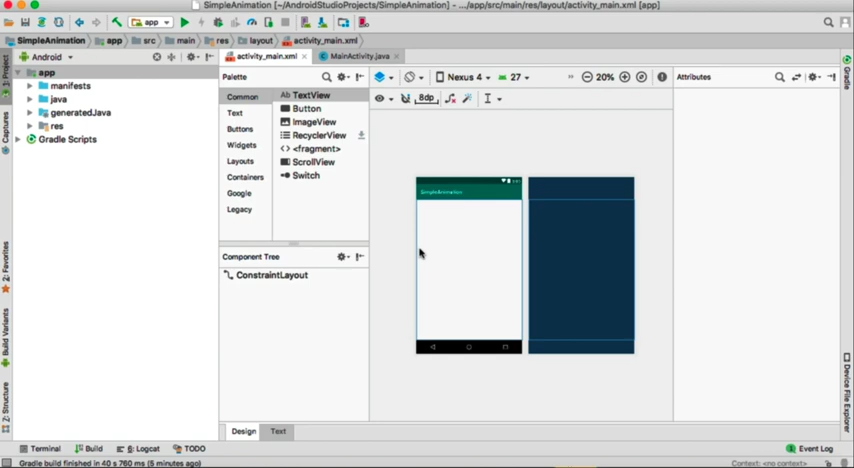 SimpleAnimation [~/AndroidStudioProjects/SimpleAnimation] - .../app/src/main/res/layout/activity_main.xml [app]
app
SimpleAnimation app src main res layout activity_main.xml
Android
activity_main.xml
MainActivity.java
1: Project
Captures
2: Favorites
Build Variants
Z: Structure
app
manifests
java
generatedJava
res
Gradle Scripts
Palette
Common
Text
Buttons
Widgets
Layouts
Containers
Google
Legacy
Ab TextView
Button
ImageView
RecyclerView
<> <fragment>
ScrollView
Switch
Component Tree
ConstraintLayout
Nexus 4
27
20%
8dp
SimpleAnimation
Attributes
Gradle
Device File Explorer
Design
Text
Terminal
Build
6: Logcat
TODO
1 Event Log
Gradle build finished in 40 s 760 ms (5 minutes ago)
Context: <no context>